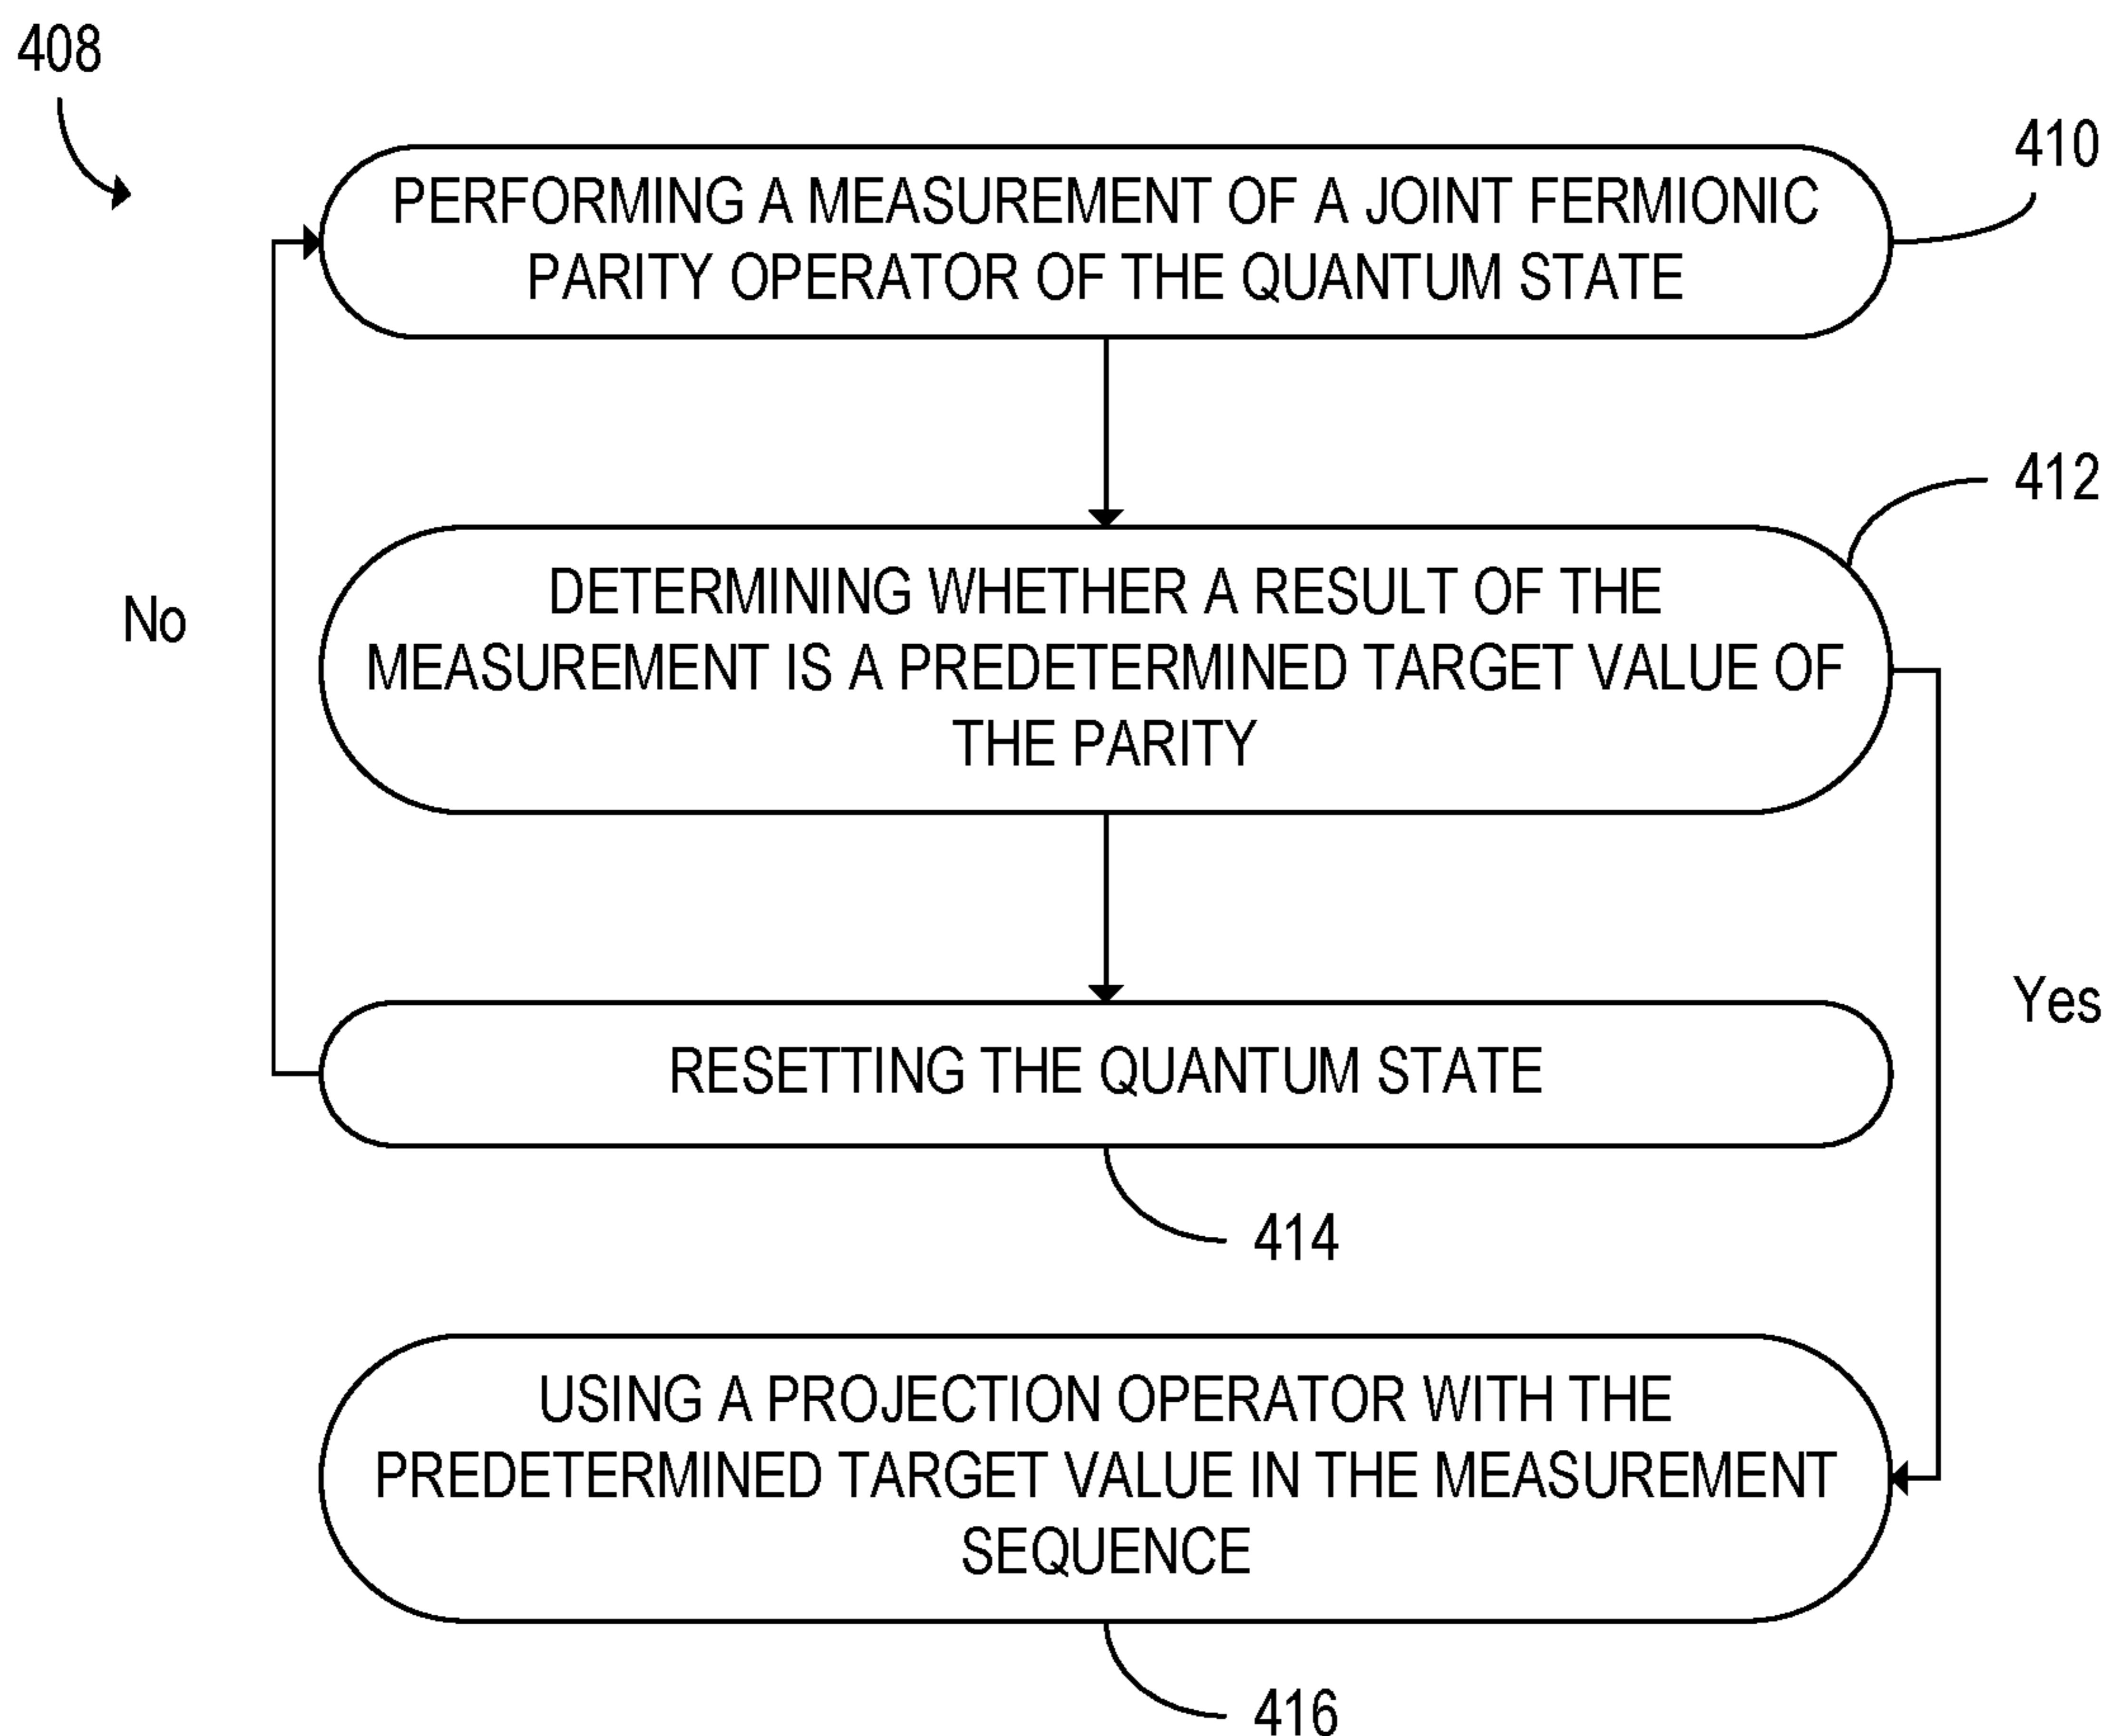 408
410
PERFORMING A MEASUREMENT OF A JOINT FERMIONIC
PARITY OPERATOR OF THE QUANTUM STATE
412
DETERMINING WHETHER A RESULT OF THE
MEASUREMENT IS A PREDETERMINED TARGET VALUE OF
THE PARITY
No
Yes
RESETTING THE QUANTUM STATE
414
USING A PROJECTION OPERATOR WITH THE
PREDETERMINED TARGET VALUE IN THE MEASUREMENT
SEQUENCE
416